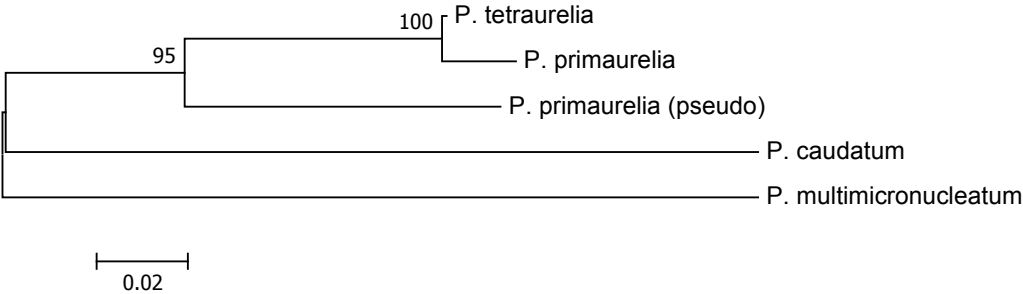 P. tetraurelia
100
P. primaurelia
95
P. primaurelia (pseudo)
P. caudatum
P. multimicronucleatum
0.02